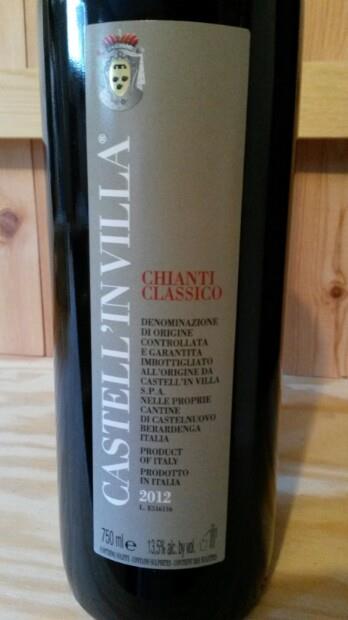 CASTELL'IN VILLA®
CHIANTI
CLASSICO
DENOMINAZIONE
DI ORIGINE
CONTROLLATA
E GARANTITA
IMBOTTIGLIATO
ALL'ORIGINE DA
CASTELL'IN VILLA
S.P.A.
NELLE PROPRIE
CANTINE
DI CASTELNUOVO
BERARDENGA
ITALIA
PRODUCT
OF ITALY
PRODOTTO
IN ITALIA
2012
750 ml e 13,5% alc. by vol.